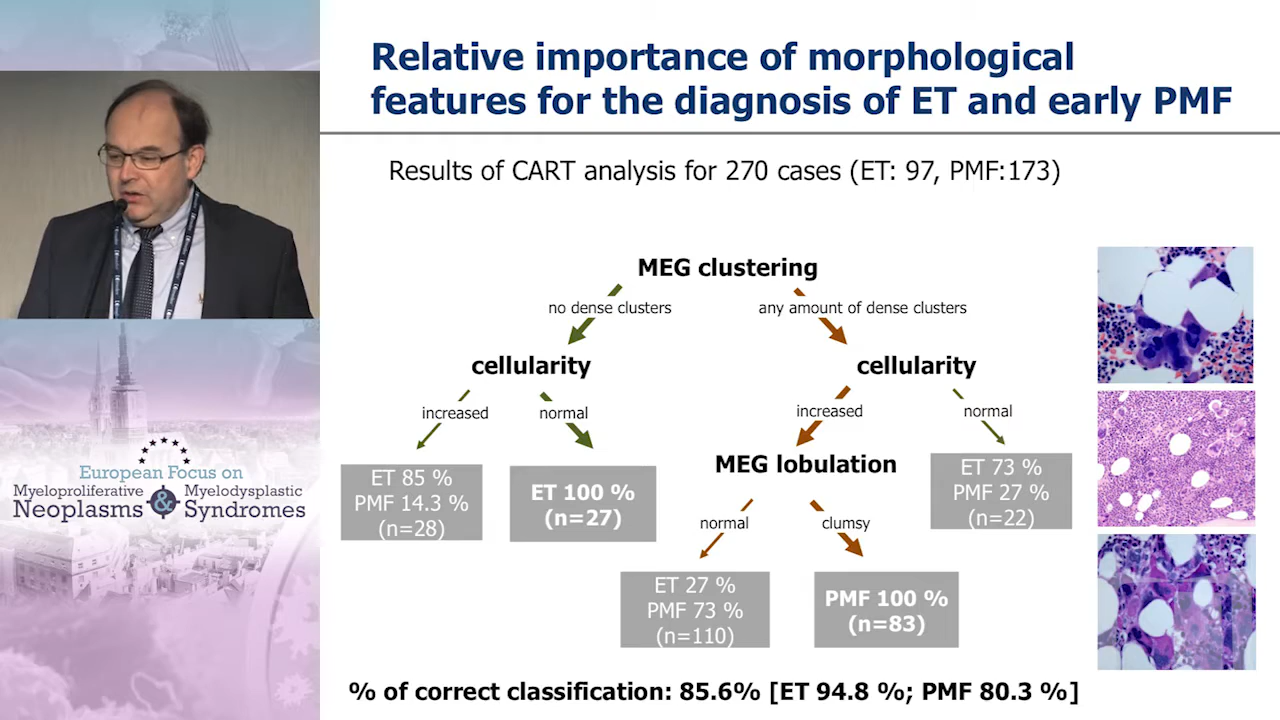 Relative importance of morphological
features for the diagnosis of ET and early PMF
Results of CART analysis for 270 cases (ET: 97, PMF:173)
MEG clustering
no dense clusters
any amount of dense clusters
cellularity
cellularity
increased
normal
increased
normal
ET 85 %
PMF 14.3 %
(n=28)
ET 100 %
(n=27)
MEG lobulation
ET 73 %
PMF 27 %
(n=22)
normal
clumsy
ET 27 %
PMF 73 %
(n=110)
PMF 100 %
(n=83)
% of correct classification: 85.6% [ET 94.8 %; PMF 80.3 %]
European Focus on
Myeloproliferative & Myelodysplastic
Neoplasms Syndromes